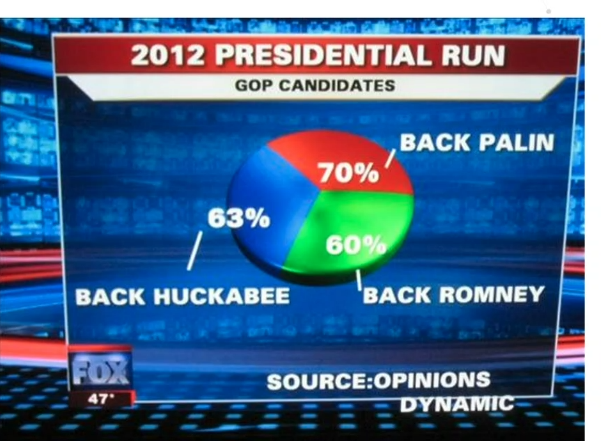 2012 PRESIDENTIAL RUN
GOP CANDIDATES
BACK PALIN
70%
63%
60%
BACK HUCKABEE
BACK ROMNEY
FOX
47°
SOURCE:OPINIONS
DYNAMIC